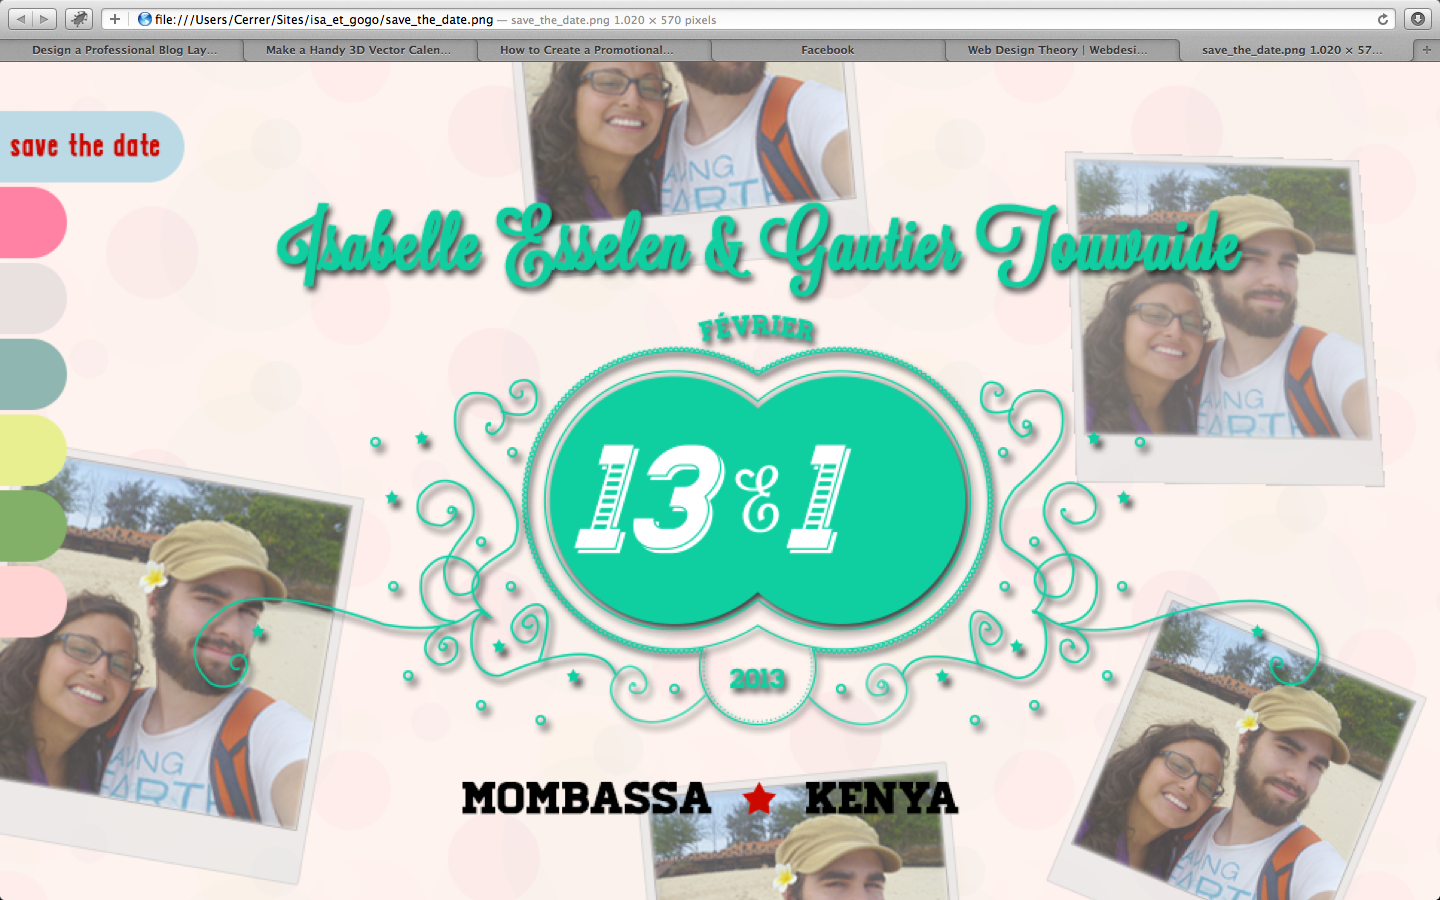 file:///Users/Cerrer/Sites/isa_et_gogo/save_the_date.png — save_the_date.png 1.020 × 570 pixels
Design a Professional Blog Lay... Make a Handy 3D Vector Calen... How to Create a Promotional... Facebook Web Design Theory | Webdesi... save_the_date.png 1.020 × 57...
save the date
Isabelle Esselen & Gautier Touwaide
FÉVRIER
13 & 1
2013
MOMBASSA ★ KENYA